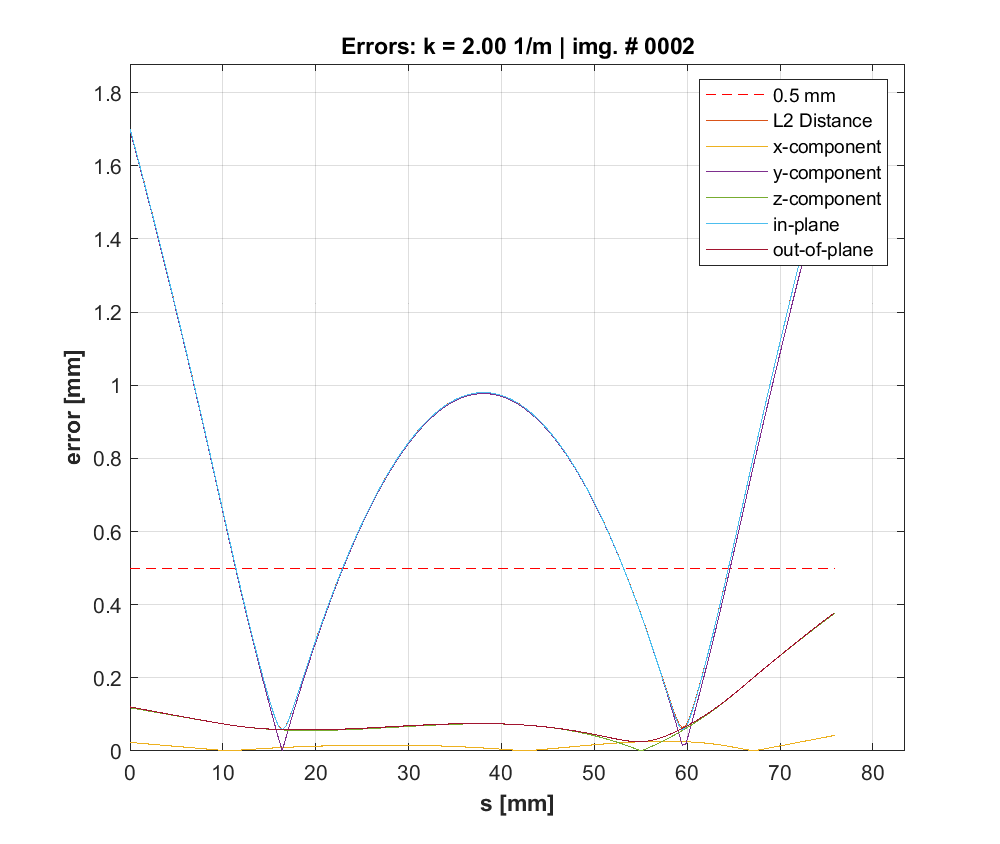 Errors: k = 2.00 1/m | img. # 0002
1.8
1.6
1.4
1.2
1
0.8
0.6
0.4
0.2
0
error [mm]
0.5 mm
L2 Distance
x-component
y-component
z-component
in-plane
out-of-plane
0 10 20 30 40 50 60 70 80
s [mm]